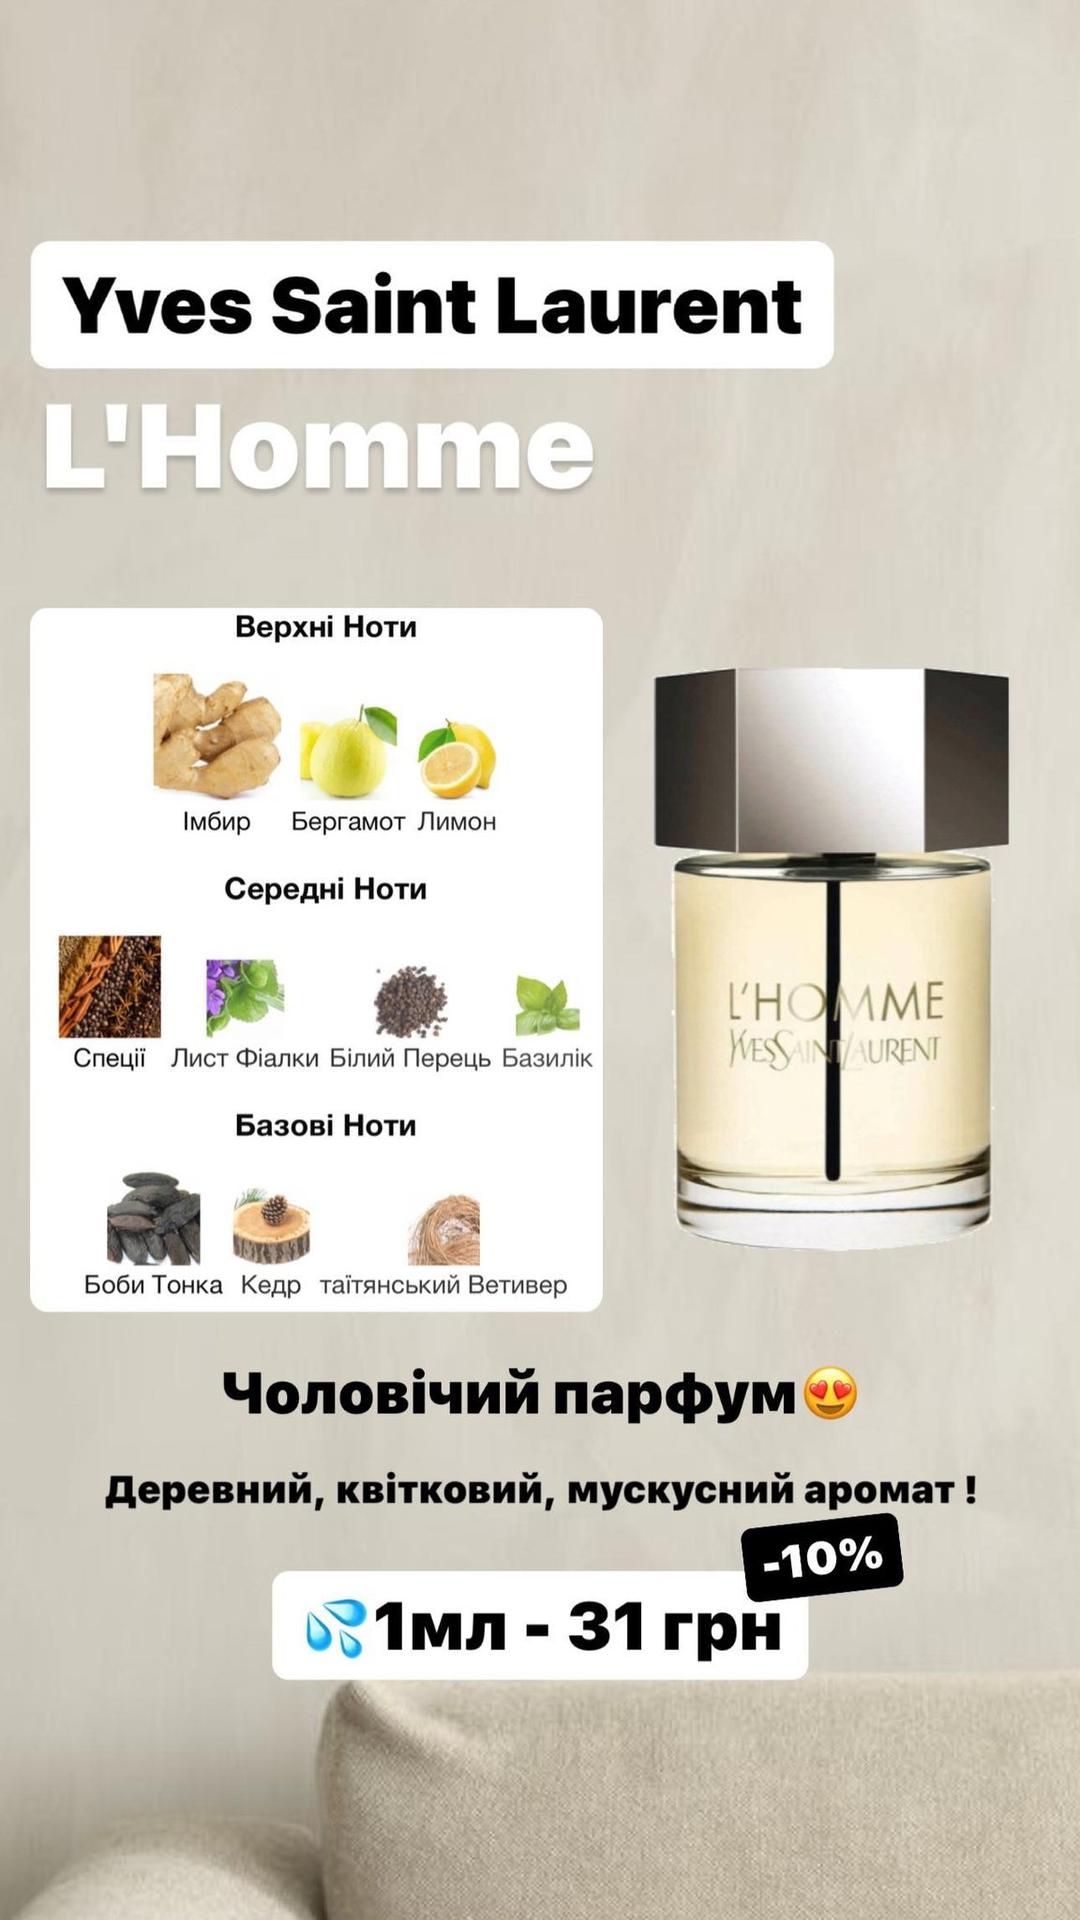 Yves Saint Laurent
L'Homme
Верхні Ноти
Імбир Бергамот Лимон
Середні Ноти
Спеції Лист Фіалки Білий Перець Базилік
Базові Ноти
Боби Тонка Кедр таїтянський Ветивер
L'HOMME
YVESSAINTLAURENT
Чоловічий парфум😍
Деревний, квітковий, мускусний аромат !
-10%
💦1мл - 31 грн